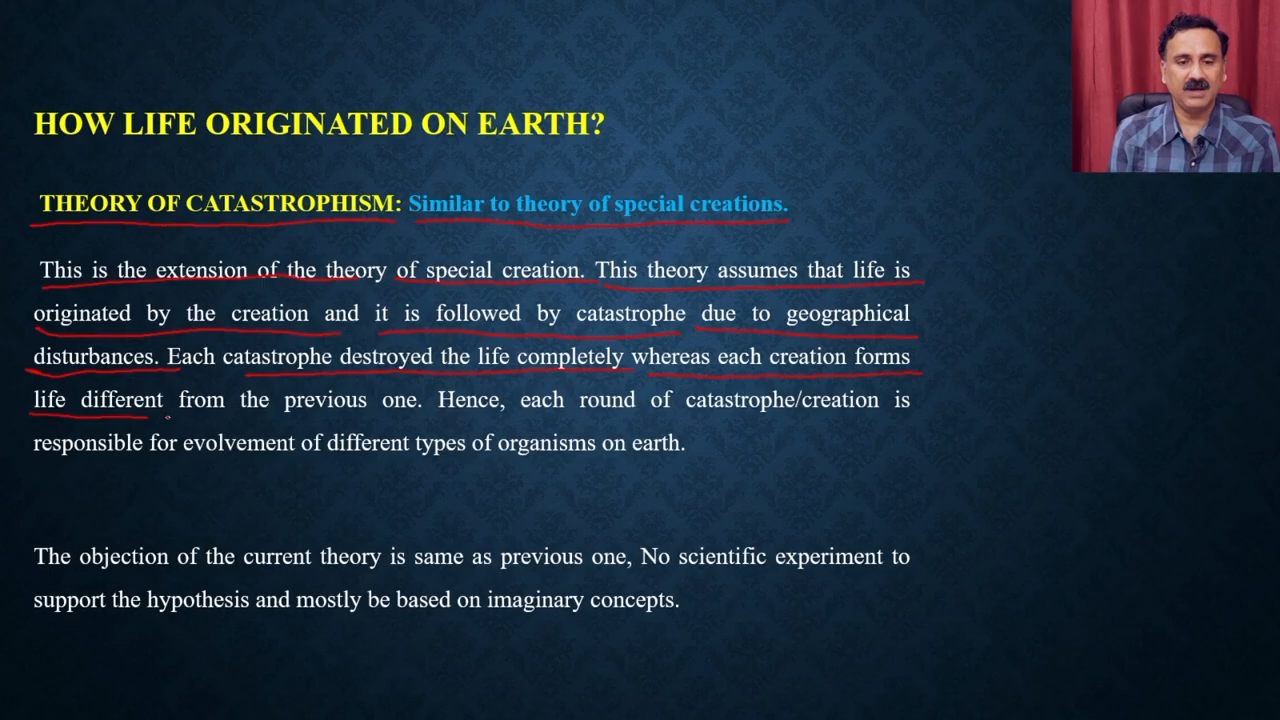 HOW LIFE ORIGINATED ON EARTH?
THEORY OF CATASTROPHISM: Similar to theory of special creations.
This is the extension of the theory of special creation. This theory assumes that life is
originated by the creation and it is followed by catastrophe due to geographical
disturbances. Each catastrophe destroyed the life completely whereas each creation forms
life different from the previous one. Hence, each round of catastrophe/creation is
responsible for evolvement of different types of organisms on earth.
The objection of the current theory is same as previous one, No scientific experiment to
support the hypothesis and mostly be based on imaginary concepts.